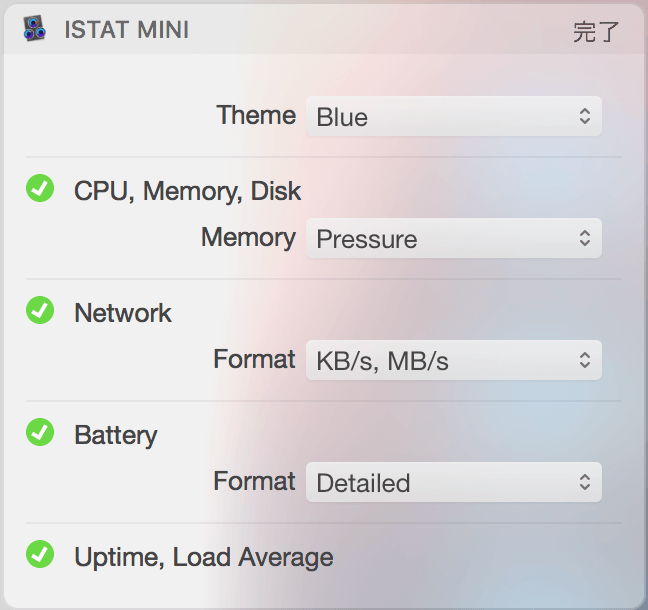 ISTAT MINI 完了
Theme Blue
CPU, Memory, Disk
Memory Pressure
Network
Format KB/s, MB/s
Battery
Format Detailed
Uptime, Load Average